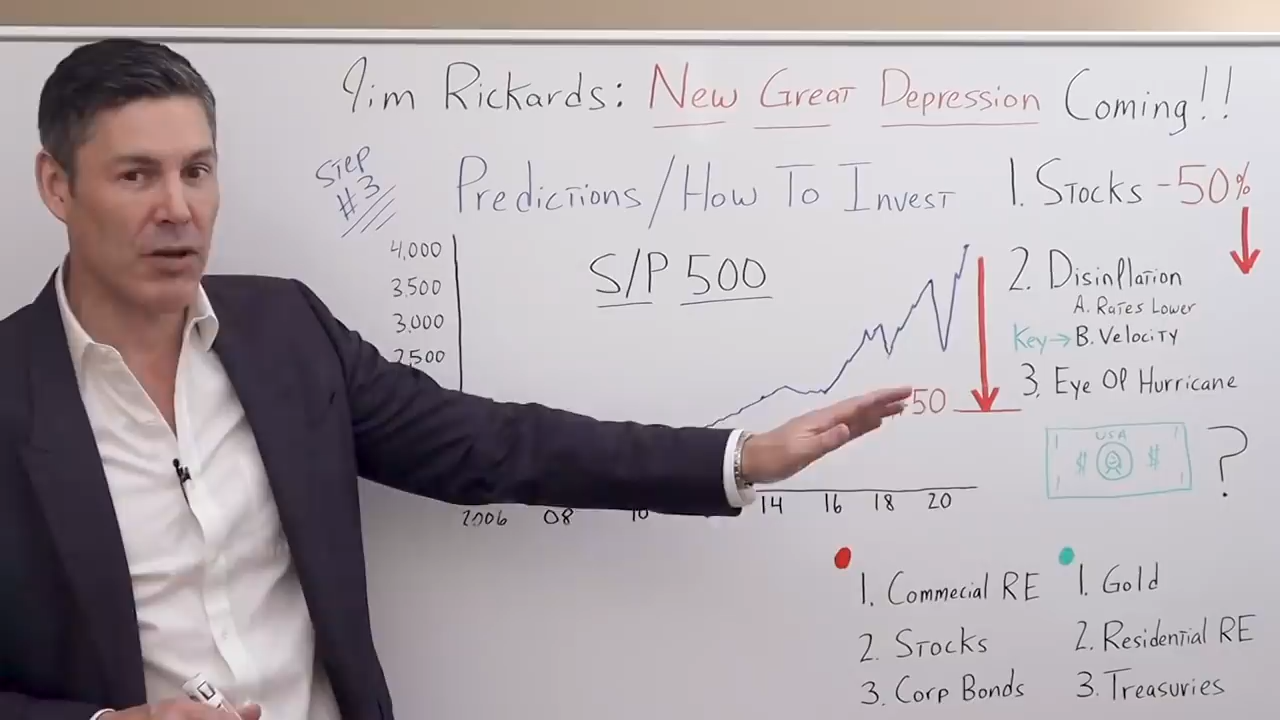 Jim Rickards: New Great Depression Coming!!
Step #3
Predictions/How To Invest
1. Stocks -50%
4,000
3,500
3,000
2,500
S/P 500
2. Disinflation
A. Rates Lower
Key→ B. Velocity
3. Eye Of Hurricane
-50
USA
$ $
?
2006 08 10 14 16 18 20
1. Commecial RE
2. Stocks
3. Corp Bonds
1. Gold
2. Residential RE
3. Treasuries